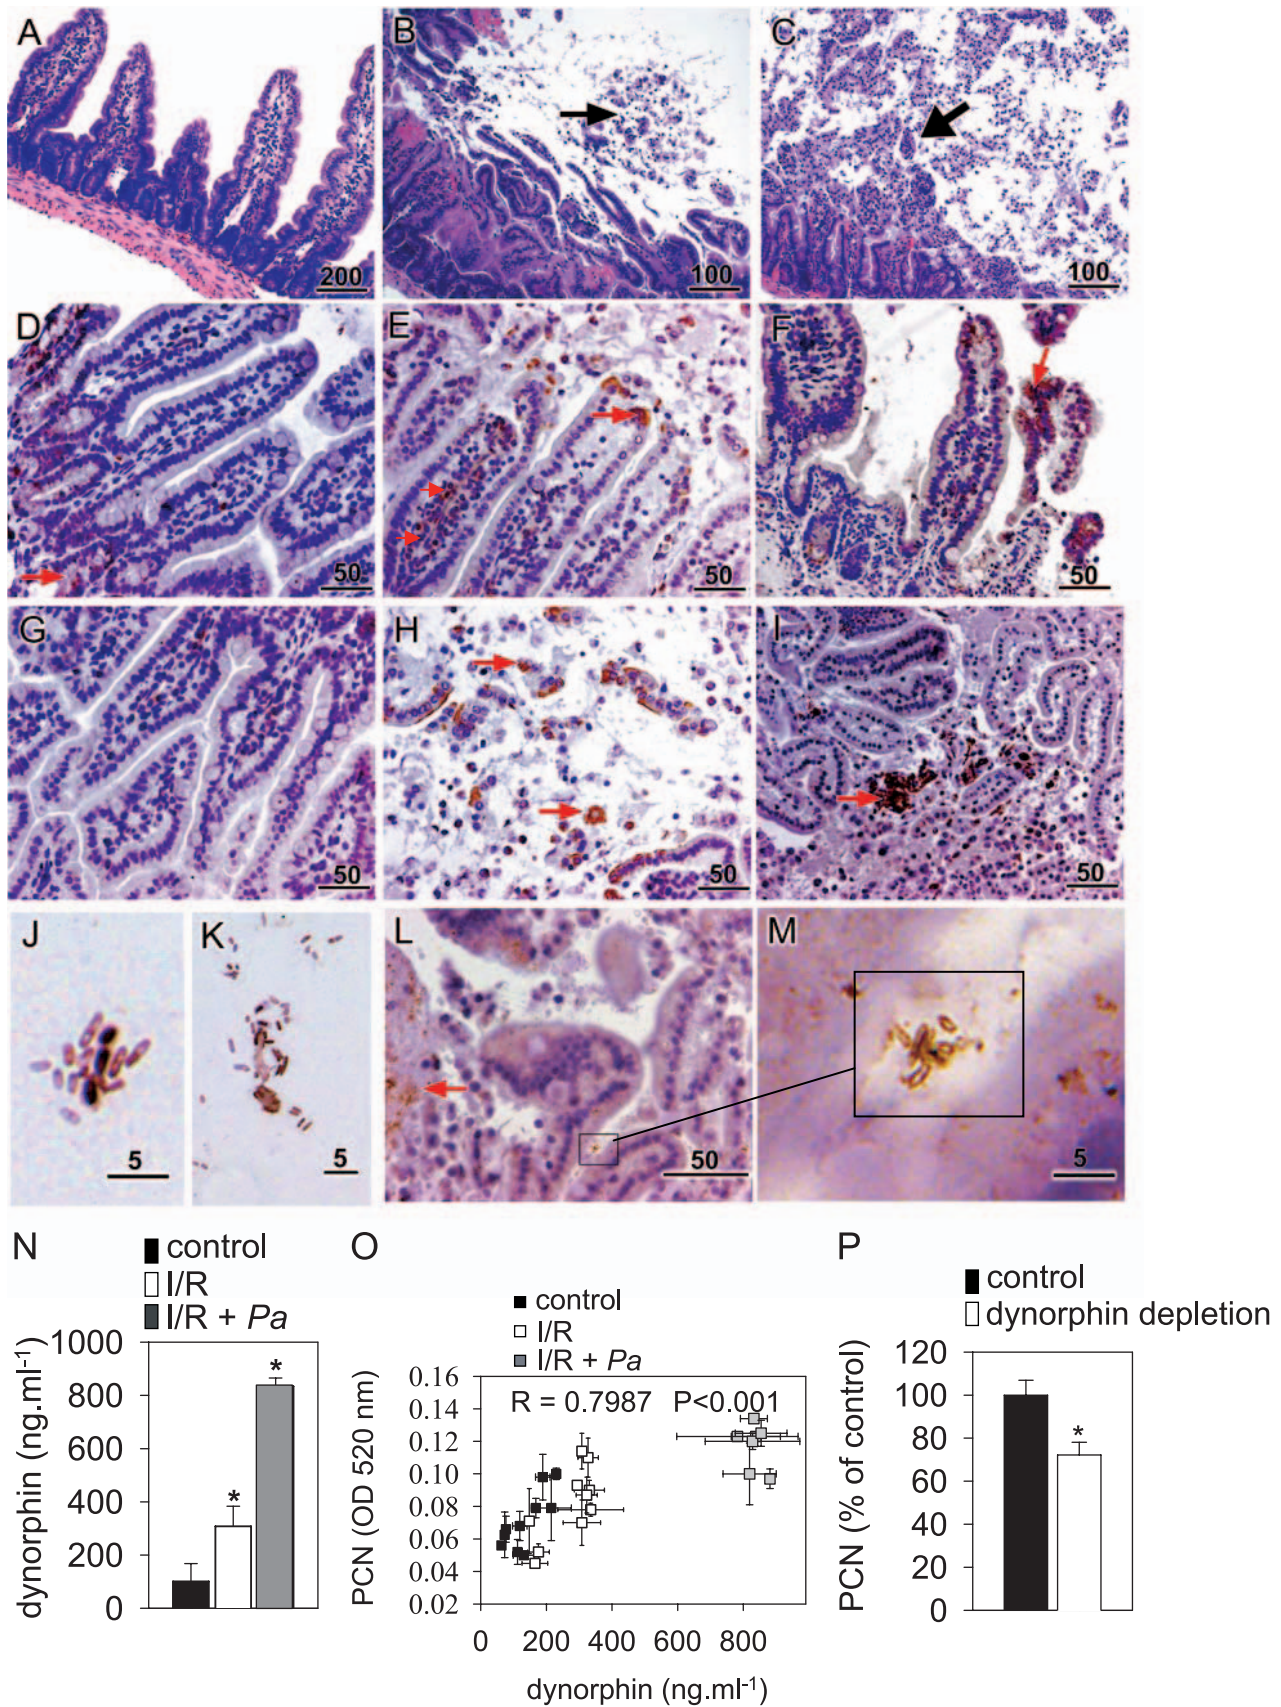 A
B
C
200
100
100
D
E
F
50
50
50
G
H
I
50
50
50
J
K
L
M
5
5
50
5
N
control
I/R
I/R + Pa
dynorphin (ng.ml-1)
1000
800
600
400
200
0
*
*
O
control
I/R
I/R + Pa
R = 0.7987 P<0.001
PCN (OD 520 nm)
0.16
0.14
0.12
0.10
0.08
0.06
0.04
0.02
0 200 400 600 800
dynorphin (ng.ml-1)
P
control
dynorphin depletion
PCN (% of control)
120
100
80
60
40
20
0
*